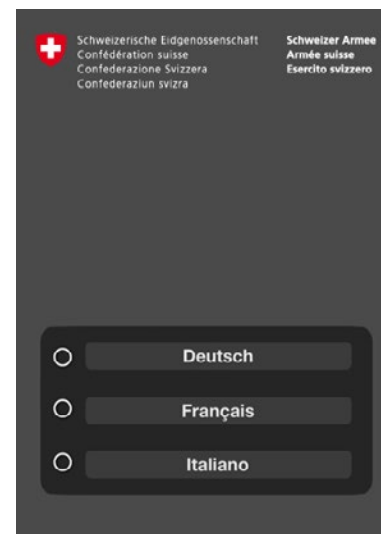 Schweizerische Eidgenossenschaft
Confédération suisse
Confederazione Svizzera
Confederaziun svizra
Schweizer Armee
Armée suisse
Esercito svizzero
Deutsch
Français
Italiano